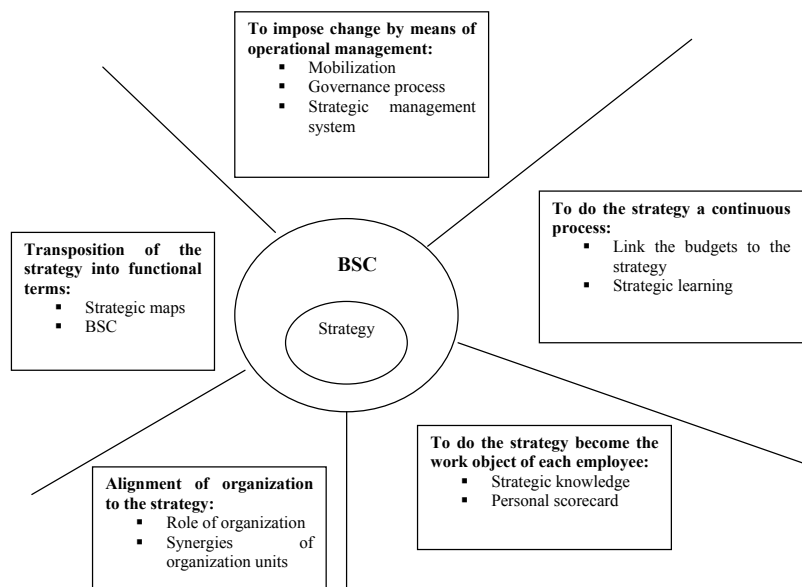 To impose change by means of
operational management:
▪ Mobilization
▪ Governance process
▪ Strategic management
system
To do the strategy a continuous
process:
▪ Link the budgets to the
strategy
▪ Strategic learning
Transposition of the
strategy into functional
terms:
▪ Strategic maps
▪ BSC
BSC
Strategy
To do the strategy become the
work object of each employee:
▪ Strategic knowledge
▪ Personal scorecard
Alignment of organization
to the strategy:
▪ Role of organization
▪ Synergies of
organization units